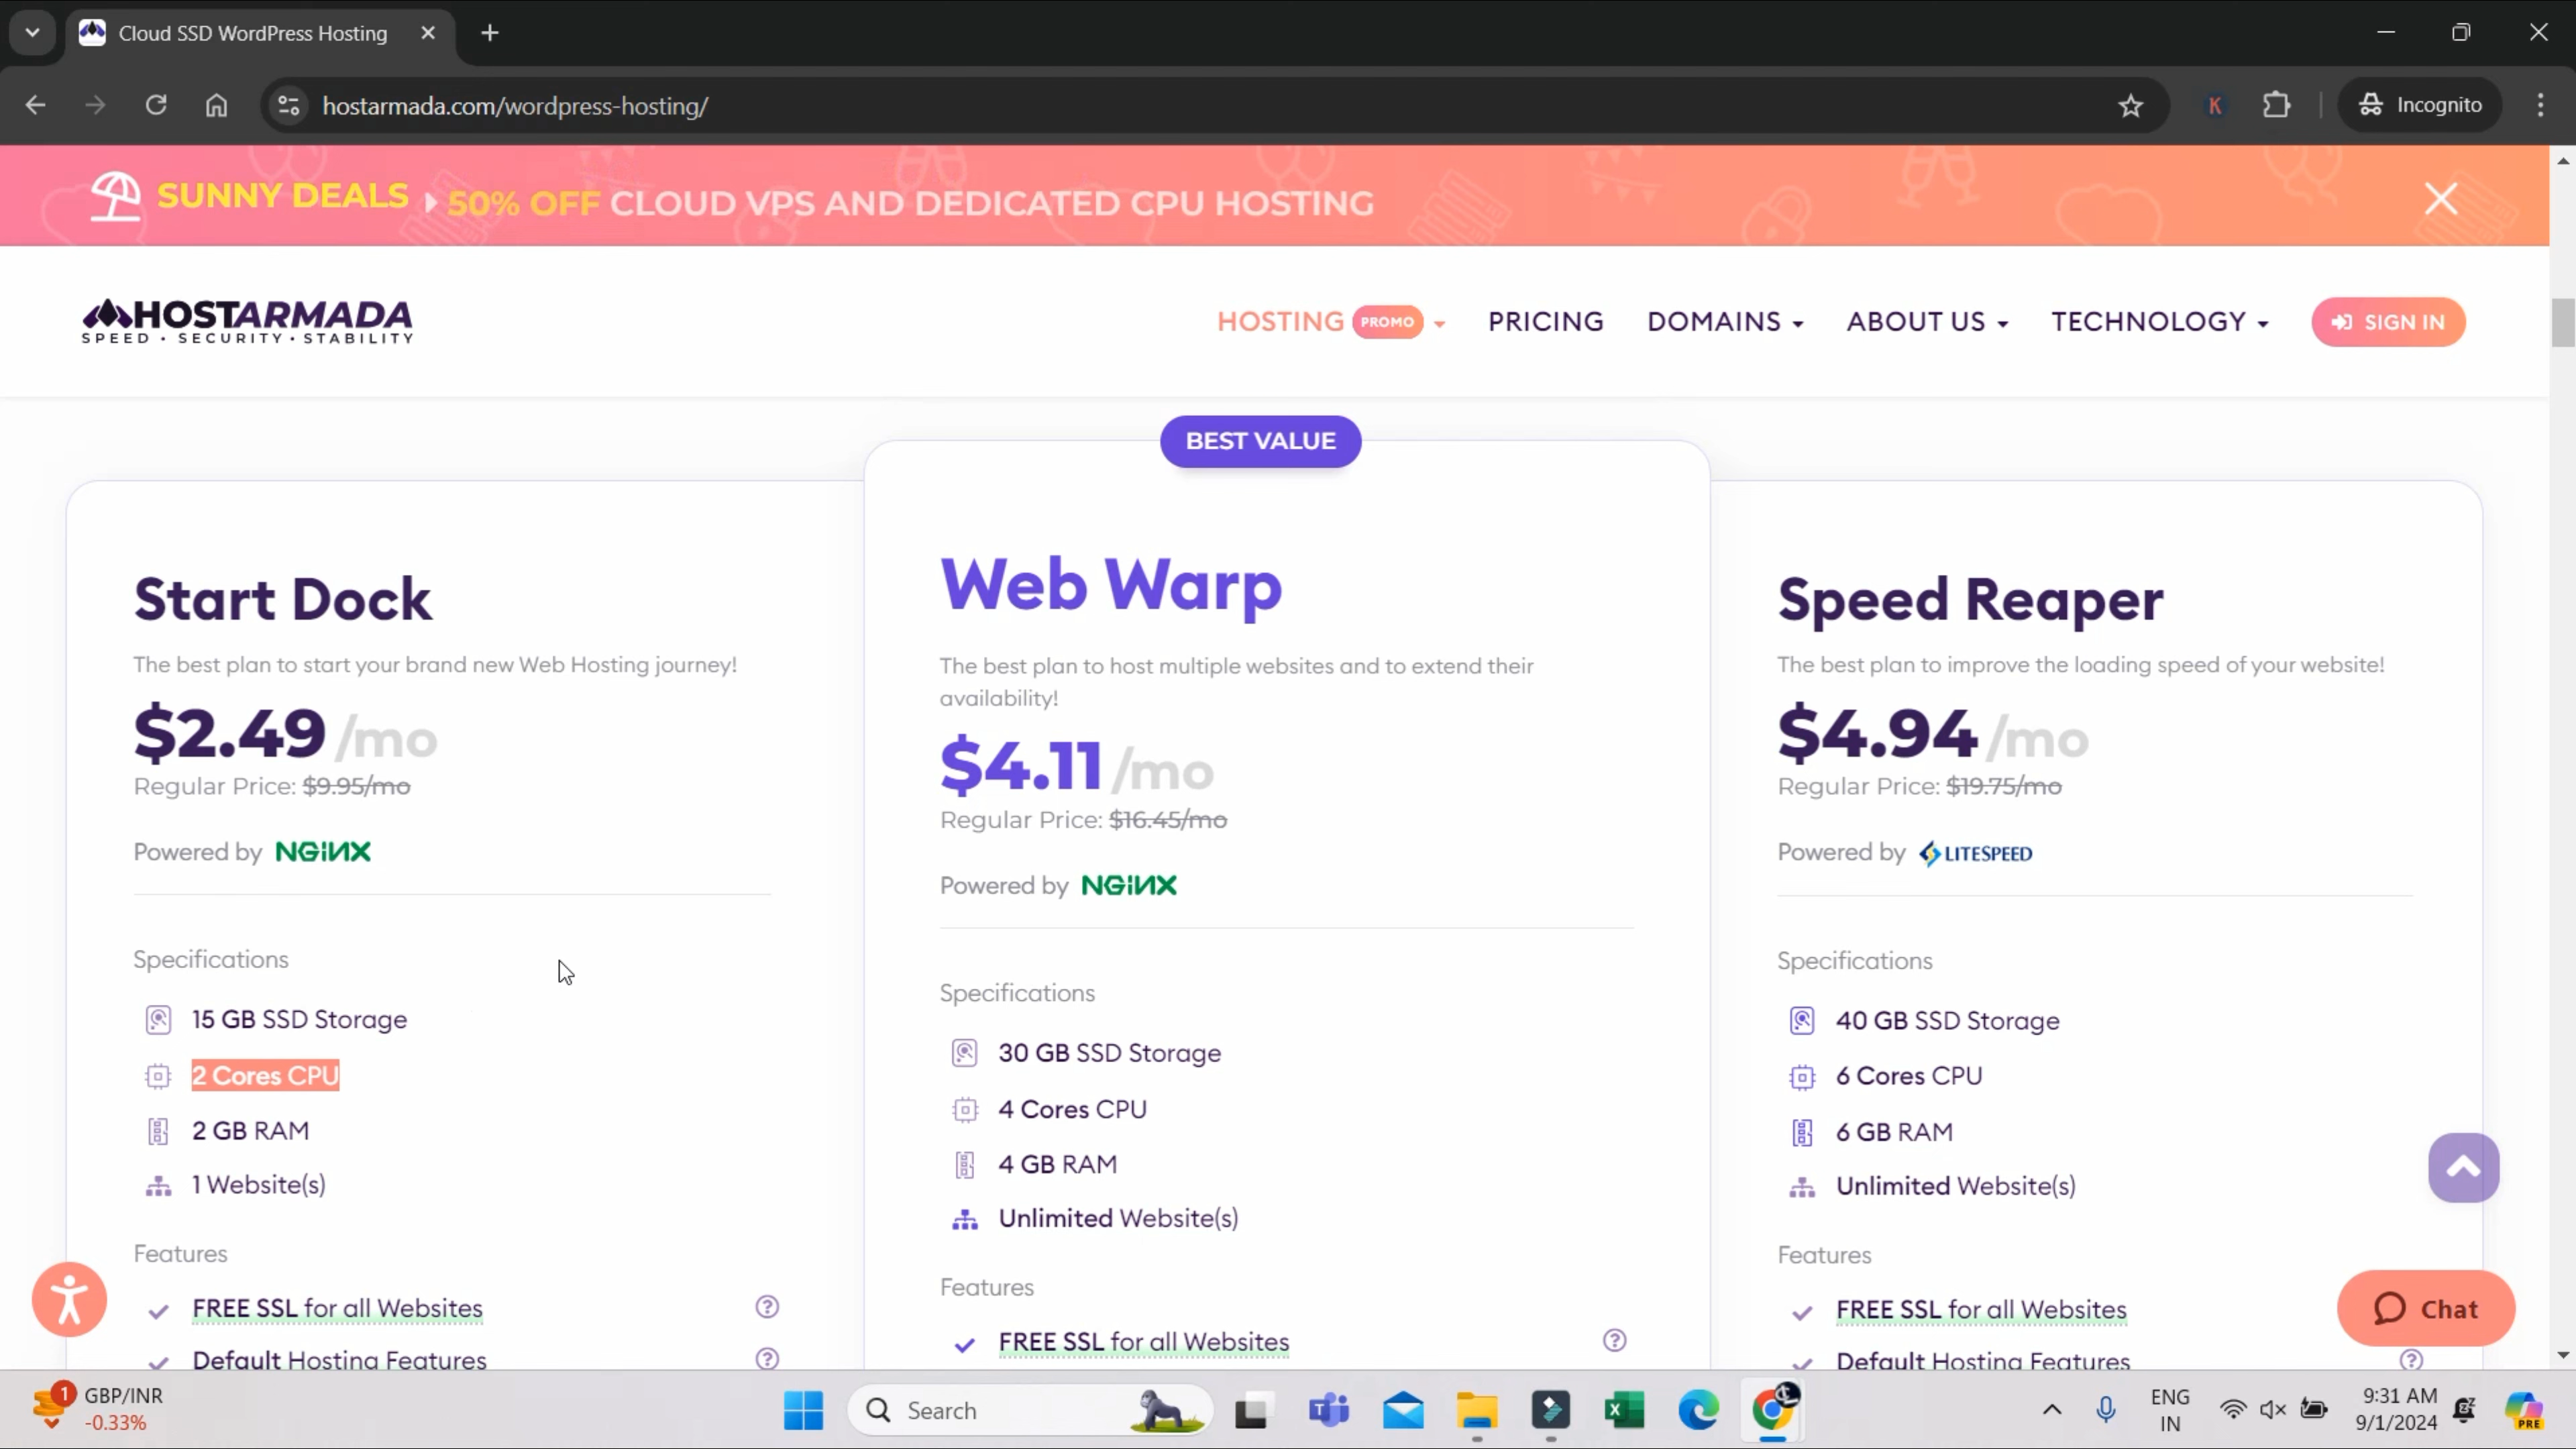 Cloud SSD WordPress Hosting
hostarmada.com/wordpress-hosting/
K
Incognito
SUNNY DEALS
50% OFF CLOUD VPS AND DEDICATED CPU HOSTING
HOSTARMADA
SPEED • SECURITY • STABILITY
HOSTING PROMO
PRICING
DOMAINS
ABOUT US
TECHNOLOGY
SIGN IN
Start Dock
The best plan to start your brand new Web Hosting journey!
$2.49 /mo
Regular Price: $9.95/mo
Powered by NGINX
Specifications
15 GB SSD Storage
2 Cores CPU
2 GB RAM
1 Website(s)
Features
FREE SSL for all Websites
Default Hosting Features
BEST VALUE
Web Warp
The best plan to host multiple websites and to extend their
availability!
$4.11 /mo
Regular Price: $16.45/mo
Powered by NGINX
Specifications
30 GB SSD Storage
4 Cores CPU
4 GB RAM
Unlimited Website(s)
Features
FREE SSL for all Websites
Speed Reaper
The best plan to improve the loading speed of your website!
$4.94 /mo
Regular Price: $19.75/mo
Powered by LITESPEED
Specifications
40 GB SSD Storage
6 Cores CPU
6 GB RAM
Unlimited Website(s)
Features
FREE SSL for all Websites
Default Hosting Features
Chat
1
GBP/INR
-0.33%
Search
ENG
IN
9:31 AM
9/1/2024
PRE